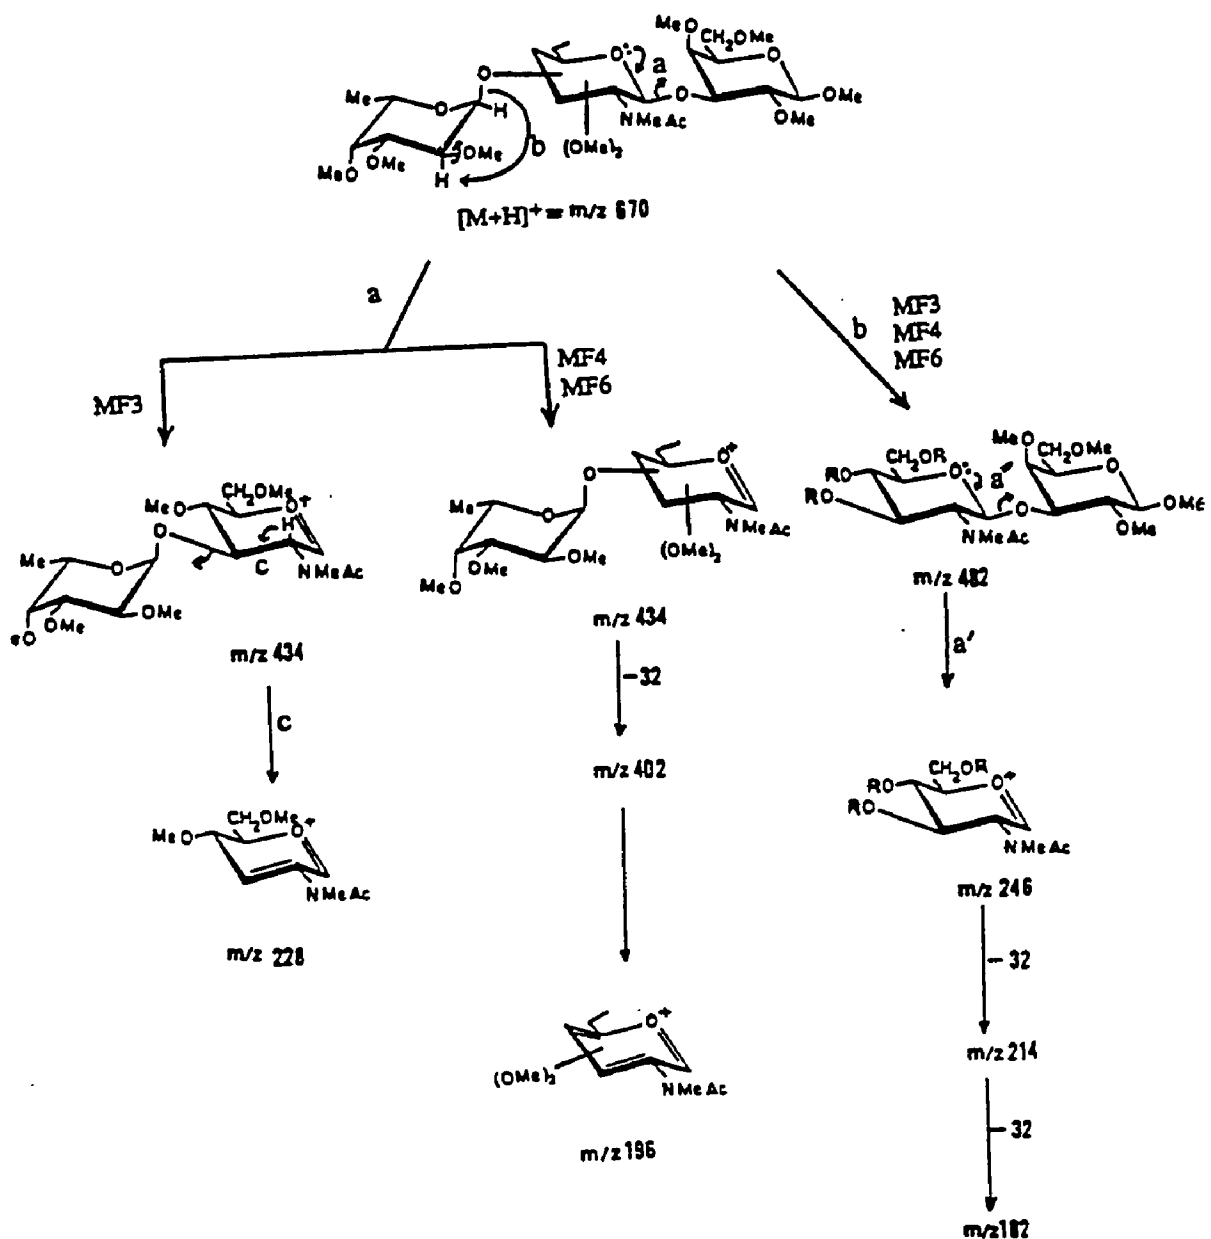 MeO
CH₂OMe
O
O:
a
O
O
OMe
NMeAc
OMe
Me
O
H
b
(OMe)₂
OMe
OMe
MeO
H
[M+H]⁺ = m/z 670
a
b
MF3
MF4
MF6
MF3
MF4
MF6
CH₂OMe
O⁺
MeO
H
O
C
NMeAc
Me
O
OMe
OMe
eO
m/z 434
O⁺
O
NMeAc
Me
O
(OMe)₂
OMe
OMe
MeO
m/z 434
MeO
CH₂OMe
O
CH₂OR
O:
a'
RO
RO
O
OMe
NMeAc
OMe
m/z 482
c
-32
a'
m/z 402
CH₂OMe
O⁺
MeO
NMeAc
m/z 228
CH₂OR
O⁺
RO
RO
NMeAc
m/z 246
-32
O⁺
(OMe)₂
NMeAc
m/z 196
m/z 214
-32
m/z 182